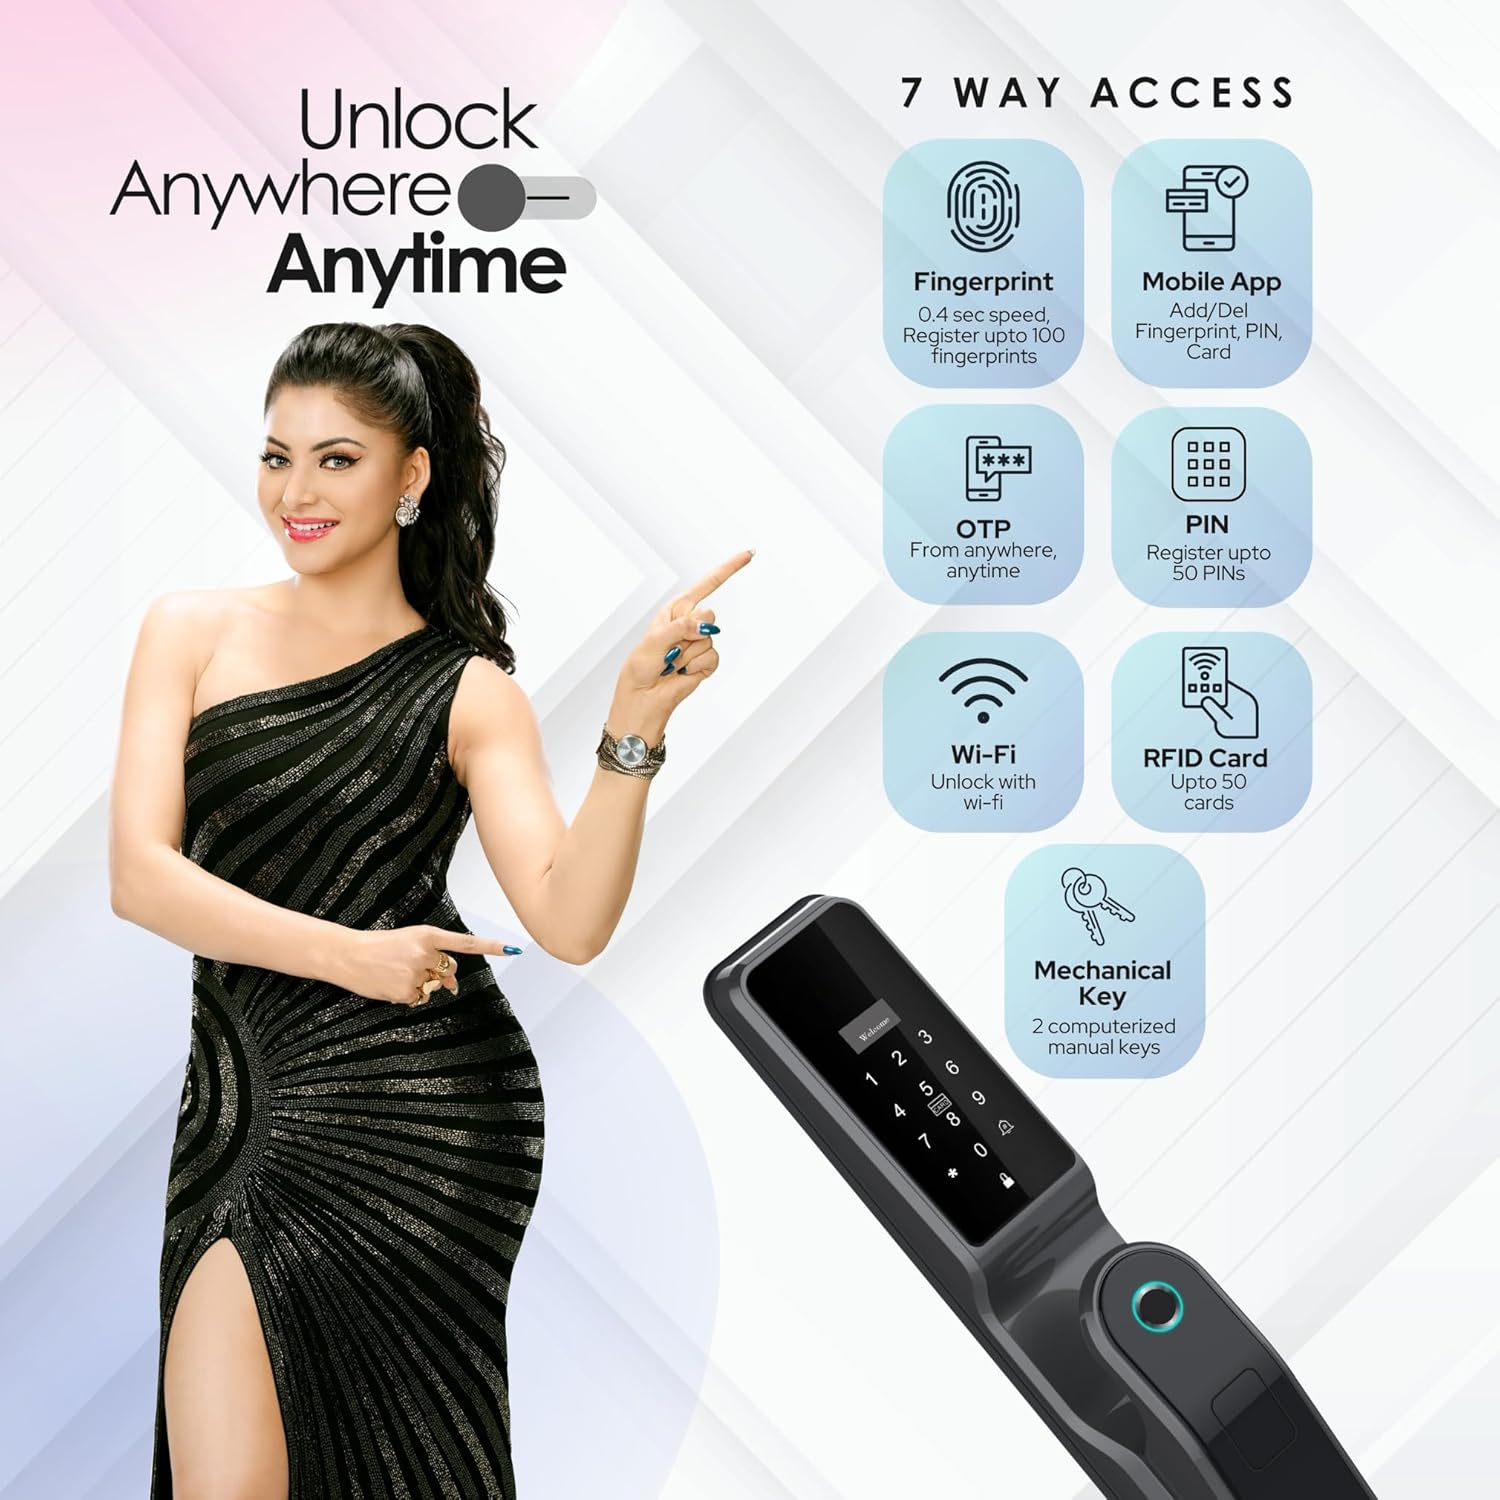 Unlock
Anywhere
Anytime
7 WAY ACCESS
Fingerprint
0.4 sec speed,
Register upto 100
fingerprints
Mobile App
Add/Del
Fingerprint, PIN,
Card
***
OTP
From anywhere,
anytime
PIN
Register upto
50 PINs
Wi-Fi
Unlock with
wi-fi
RFID Card
Upto 50
cards
Mechanical
Key
2 computerized
manual keys
Welcome
1 2 3
4 5 6
CARD
7 8 9
* 0